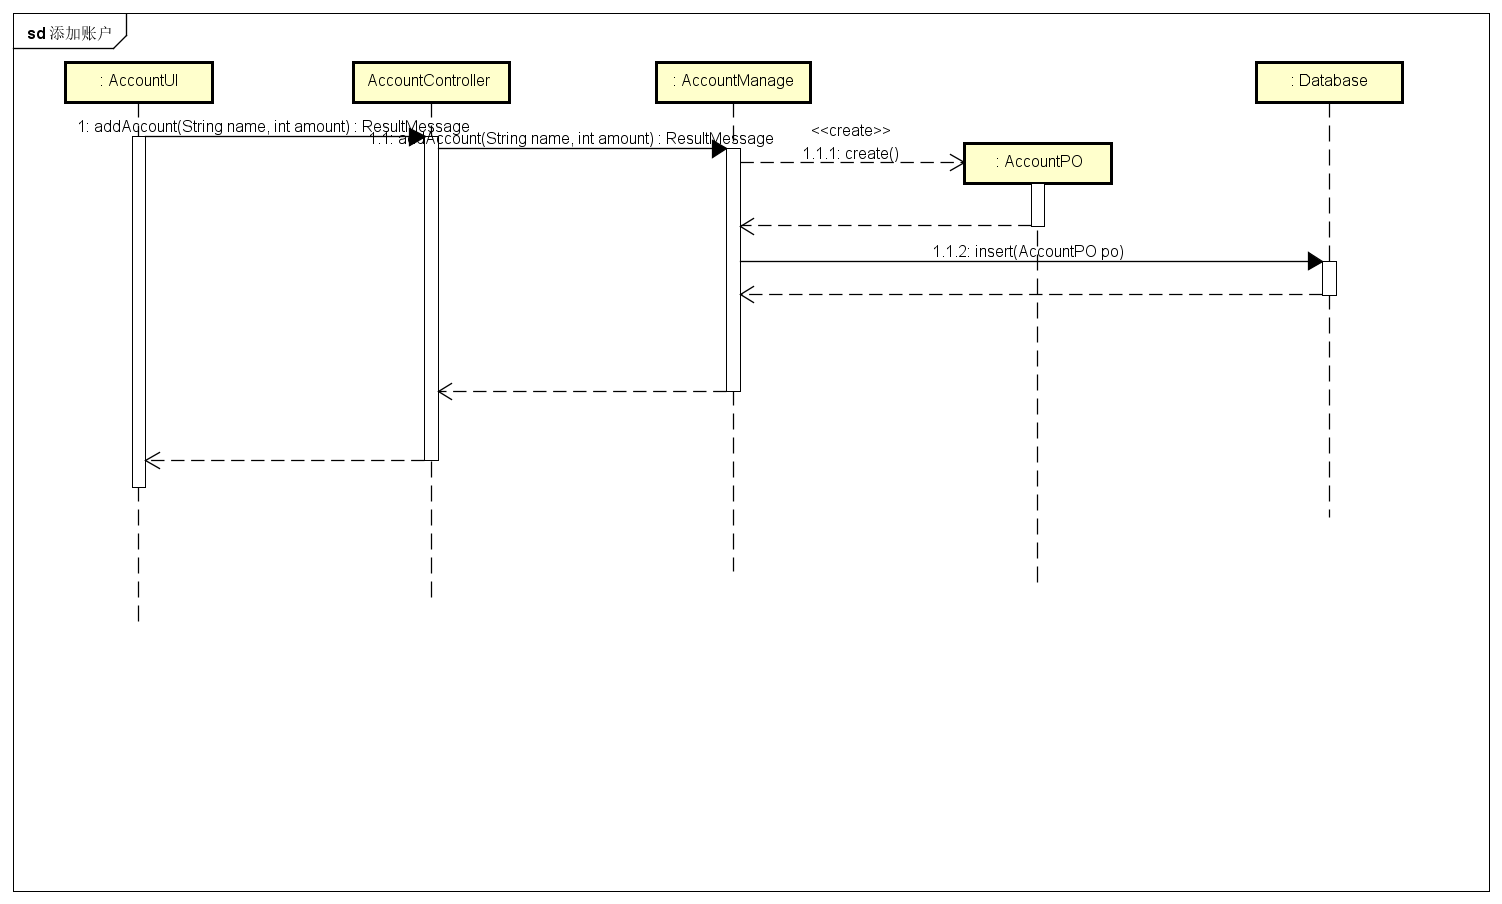 sd 添加账户
: AccountUI
AccountController
: AccountManage
: Database
1: addAccount(String name, int amount) : ResultMessage
1.1: addAccount(String name, int amount) : ResultMessage
<<create>>
1.1.1: create()
: AccountPO
1.1.2: insert(AccountPO po)